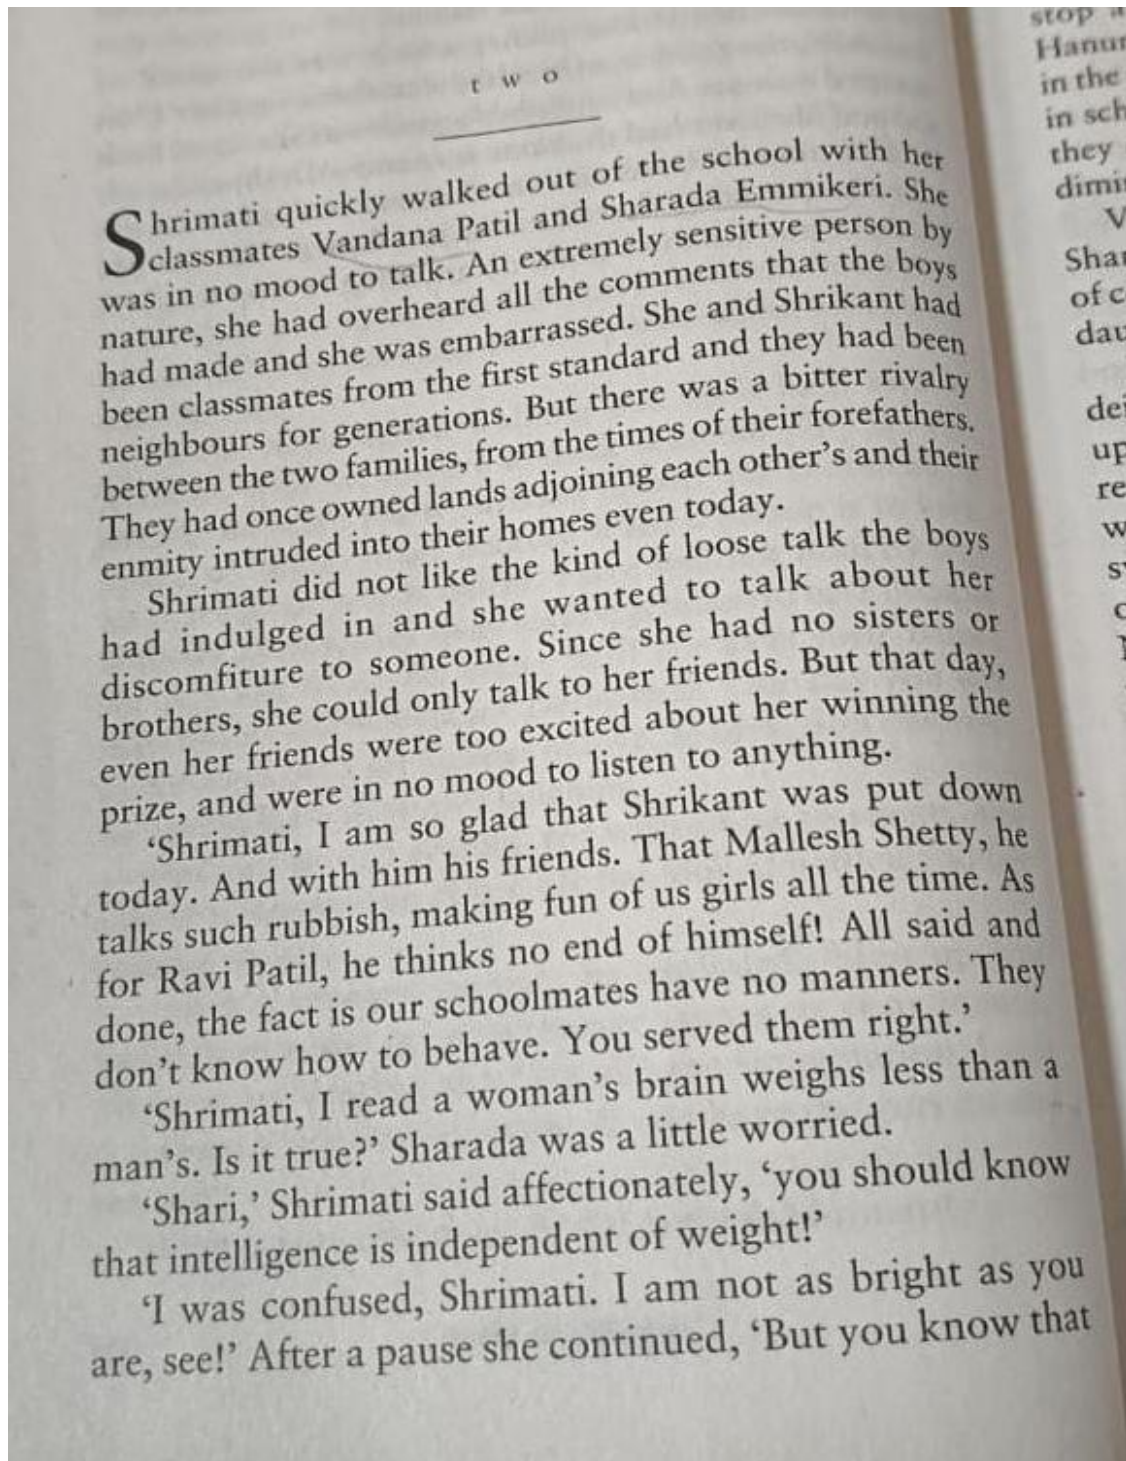 two
Shrimati quickly walked out of the school with her
classmates Vandana Patil and Sharada Emmikeri. She
was in no mood to talk. An extremely sensitive person by
nature, she had overheard all the comments that the boys
had made and she was embarrassed. She and Shrikant had
been classmates from the first standard and they had been
neighbours for generations. But there was a bitter rivalry
between the two families, from the times of their forefathers.
They had once owned lands adjoining each other's and their
enmity intruded into their homes even today.
Shrimati did not like the kind of loose talk the boys
had indulged in and she wanted to talk about her
discomfiture to someone. Since she had no sisters or
brothers, she could only talk to her friends. But that day,
even her friends were too excited about her winning the
prize, and were in no mood to listen to anything.
‘Shrimati, I am so glad that Shrikant was put down
today. And with him his friends. That Mallesh Shetty, he
talks such rubbish, making fun of us girls all the time. As
for Ravi Patil, he thinks no end of himself! All said and
done, the fact is our schoolmates have no manners. They
don’t know how to behave. You served them right.’
‘Shrimati, I read a woman’s brain weighs less than a
man’s. Is it true?’ Sharada was a little worried.
‘Shari,’ Shrimati said affectionately, ‘you should know
that intelligence is independent of weight!’
‘I was confused, Shrimati. I am not as bright as you
are, see!’ After a pause she continued, ‘But you know that
stop
in the
in
they
of
up